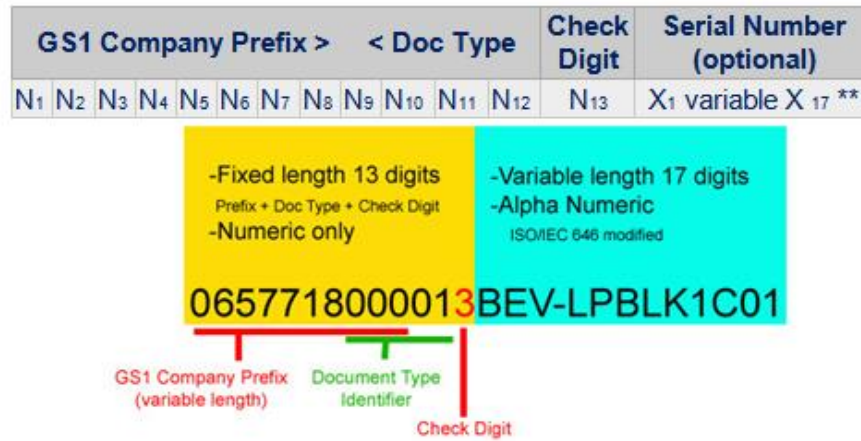 GS1 Company Prefix > < Doc Type Check Digit Serial Number (optional)
N1 N2 N3 N4 N5 N6 N7 N8 N9 N10 N11 N12 N13 X1 variable X 17 **
-Fixed length 13 digits
Prefix + Doc Type + Check Digit
-Numeric only
-Variable length 17 digits
-Alpha Numeric
ISO/IEC 646 modified
0657718000013BEV-LPBLK1C01
GS1 Company Prefix
(variable length)
Document Type
Identifier
Check Digit